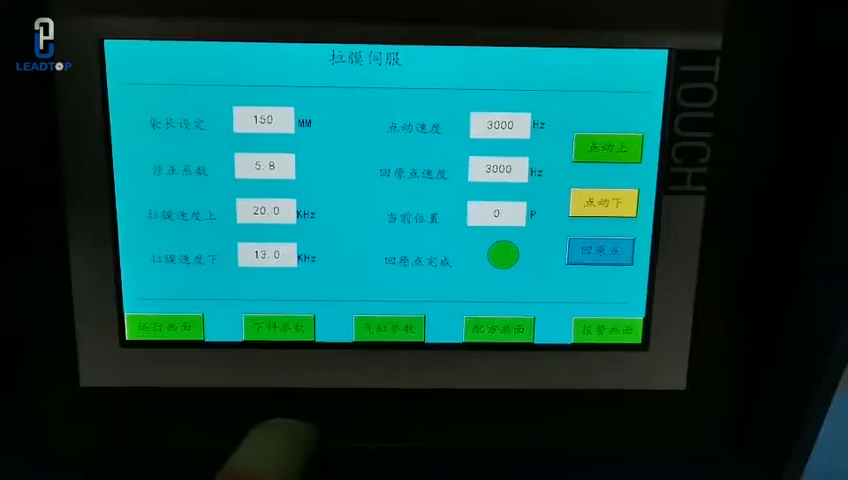 LEADTOP
TOUCH
拉膜伺服
袋长设定 150 MM
修正系数 5.8
拉膜速度上 20.0 KHz
拉膜速度下 13.0 KHz
点动速度 3000 Hz
回原点速度 3000 Hz
当前位置 0 P
回原点完成
点动上
点动下
回原点
运行画面 下料参数 气缸参数 配方画面 报警画面